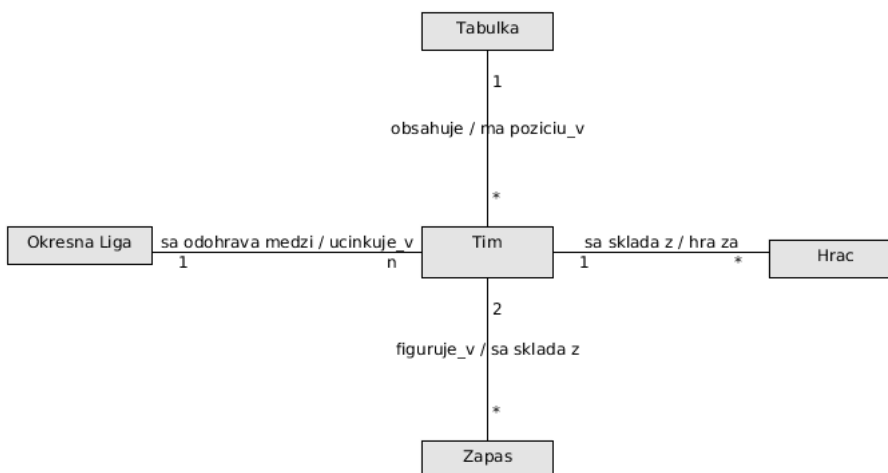 Tabulka
1
obsahuje / ma poziciu_v
*
Okresna Liga
sa odohrava medzi / ucinkuje_v
1
n
Tim
sa sklada z / hra za
1
*
Hrac
2
figuruje_v / sa sklada z
*
Zapas